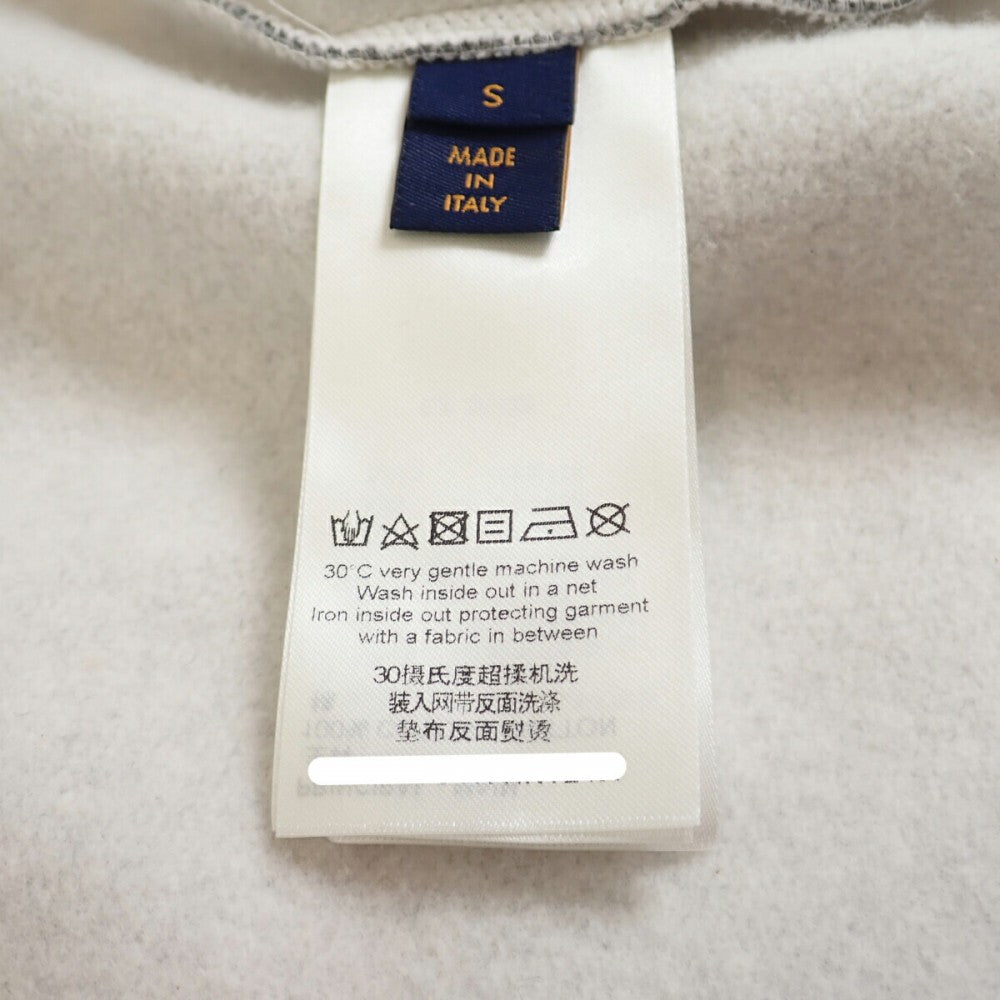 S
MADE
IN
ITALY
30°C very gentle machine wash
Wash inside out in a net
Iron inside out protecting garment
with a fabric in between
30摄氏度超揉机洗
装入网带反面洗涤
垫布反面熨烫